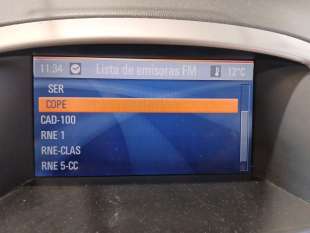 11:34 Lista de emisoras FM 17°C
SER
COPE
CAD-100
RNE 1
RNE-CLAS
RNE 5-CC